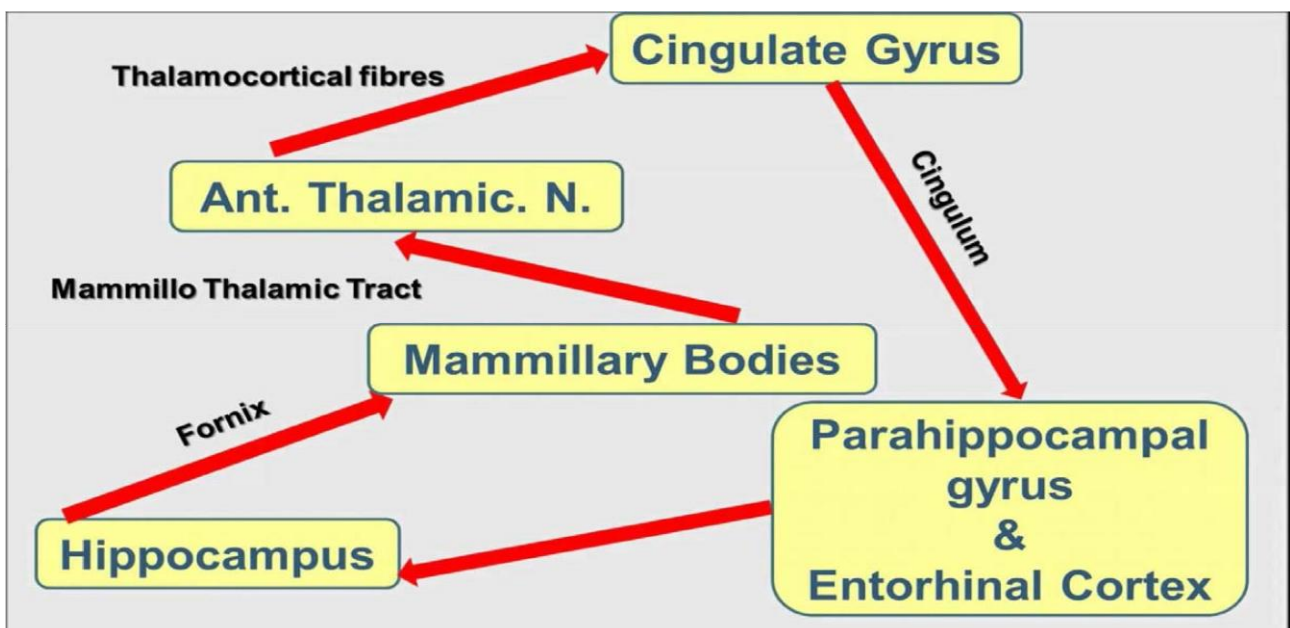 Cingulate Gyrus
Thalamocortical fibres
Cingulum
Ant. Thalamic. N.
Mammillo Thalamic Tract
Mammillary Bodies
Fornix
Parahippocampal
gyrus
&
Entorhinal Cortex
Hippocampus